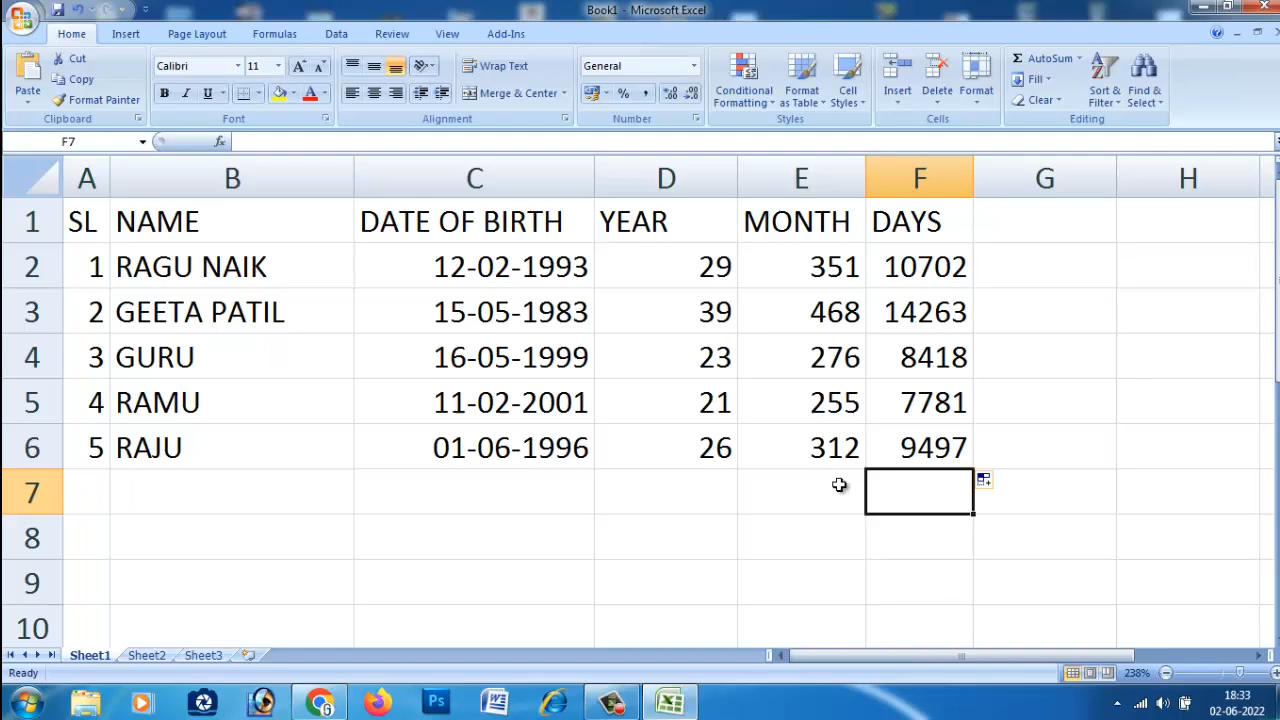 Book1 - Microsoft Excel
Home Insert Page Layout Formulas Data Review View Add-Ins
Paste
Cut
Copy
Format Painter
Clipboard
Calibri 11
B I U
Font
Wrap Text
Merge & Center
Alignment
General
%
Number
Conditional Formatting
Format as Table
Cell Styles
Styles
Insert Delete Format
Cells
Σ AutoSum
Fill
Clear
Sort & Filter
Find & Select
Editing
F7 fx
A B C D E F G H
1 SL NAME DATE OF BIRTH YEAR MONTH DAYS
2 1 RAGU NAIK 12-02-1993 29 351 10702
3 2 GEETA PATIL 15-05-1983 39 468 14263
4 3 GURU 16-05-1999 23 276 8418
5 4 RAMU 11-02-2001 21 255 7781
6 5 RAJU 01-06-1996 26 312 9497
7
8
9
10
Sheet1 Sheet2 Sheet3
Ready 238%
Ps
18:33
02-06-2022